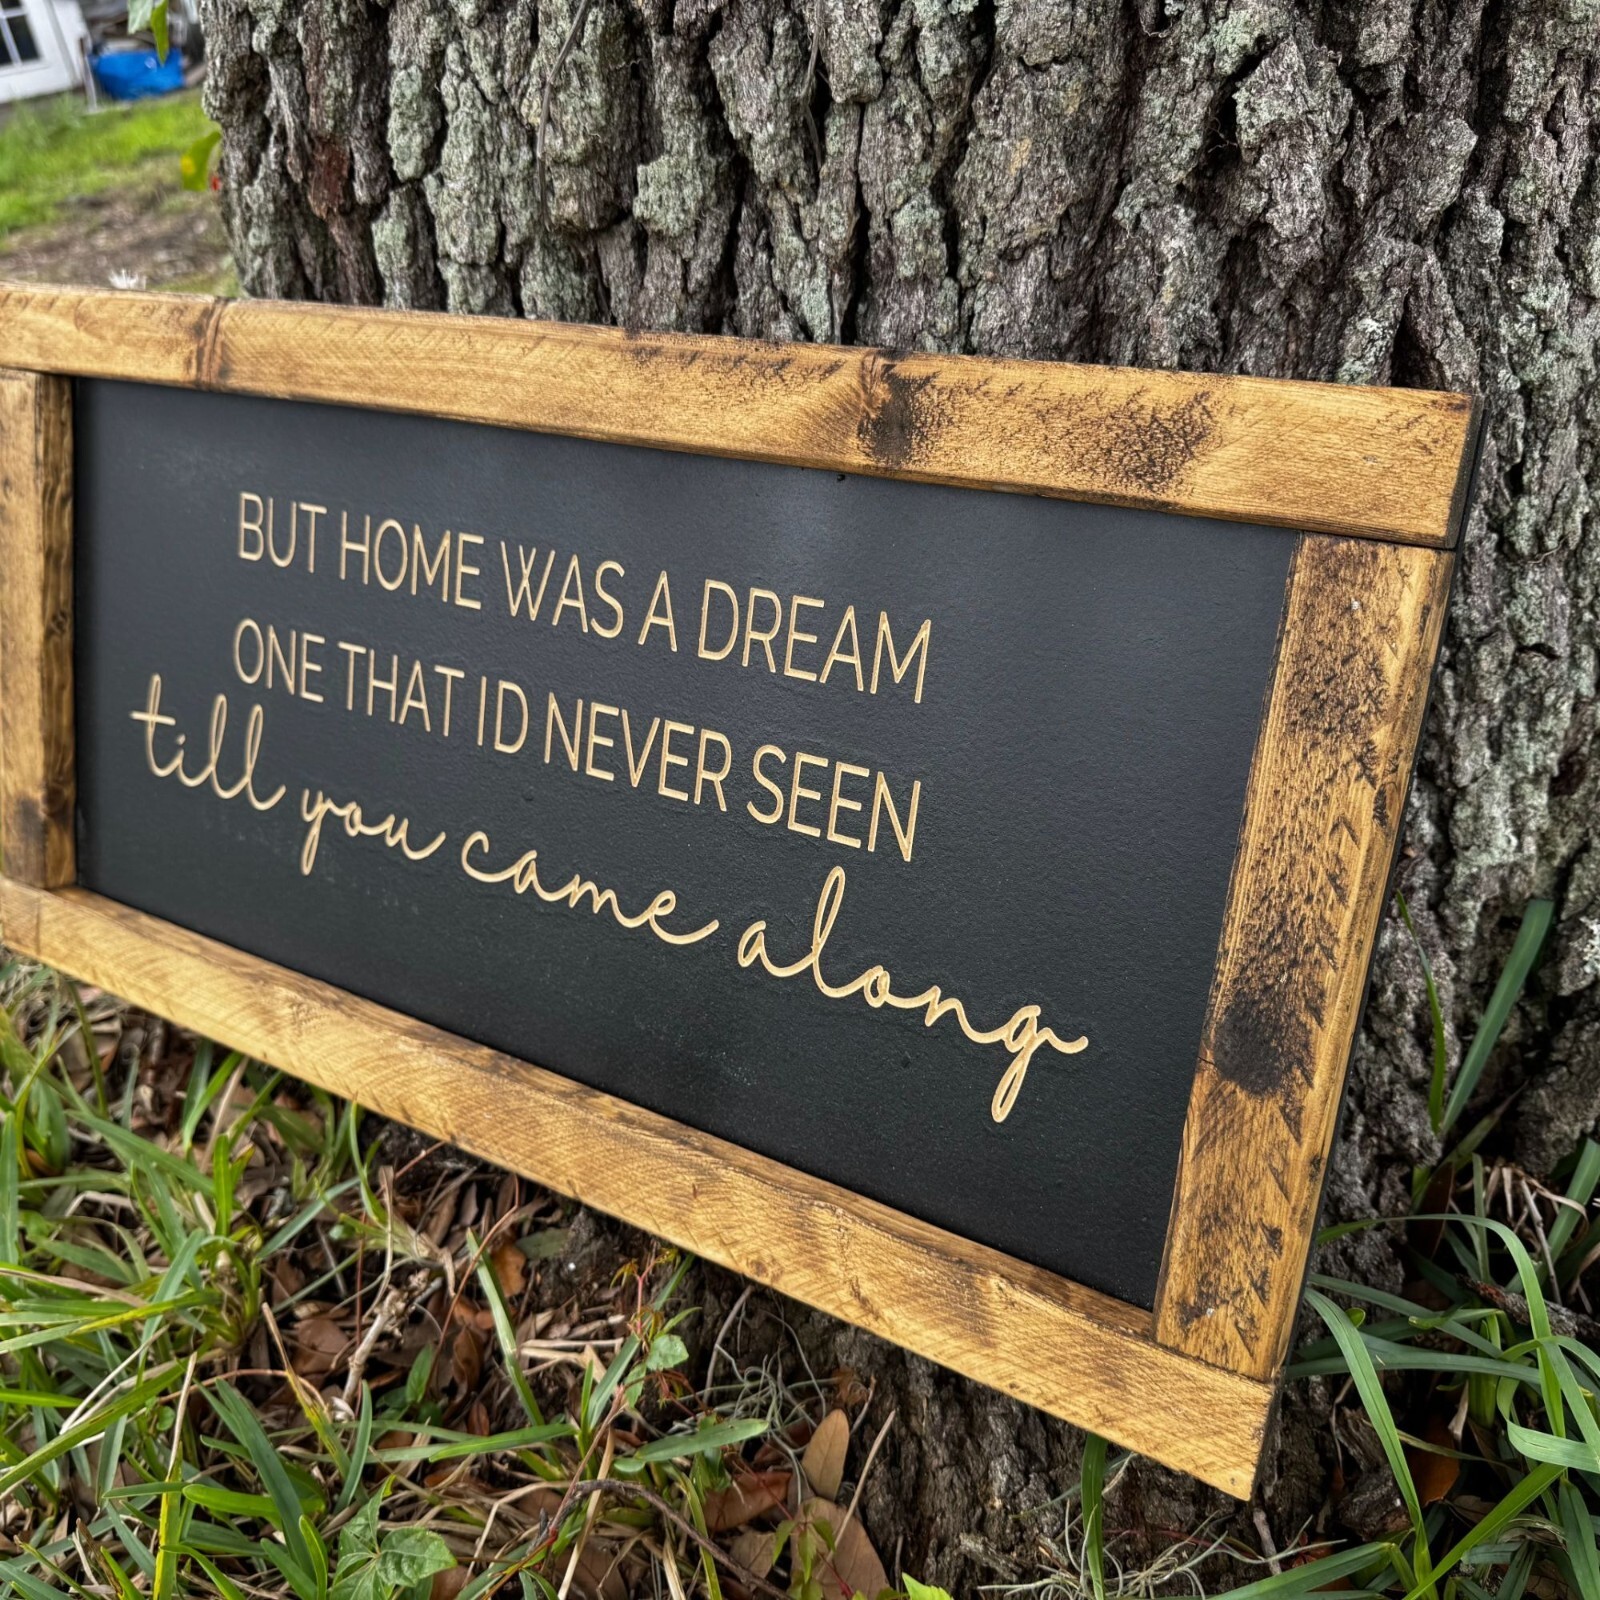 BUT HOME WAS A DREAM
ONE THAT ID NEVER SEEN
till you came along